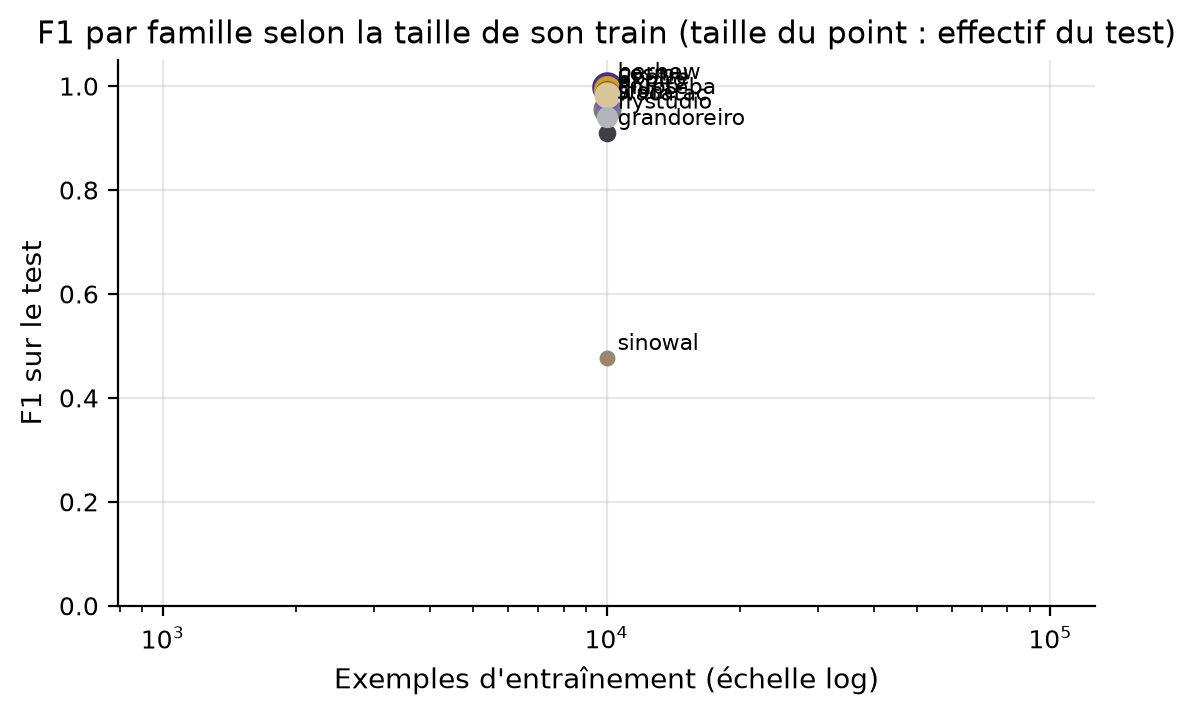 F1 par famille selon la taille de son train (taille du point : effectif du test)
1.0
flystudio
grandoreiro
0.8
0.6
sinowal
0.4
0.2
0.0
F1 sur le test
10³
10⁴
10⁵
Exemples d'entraînement (échelle log)